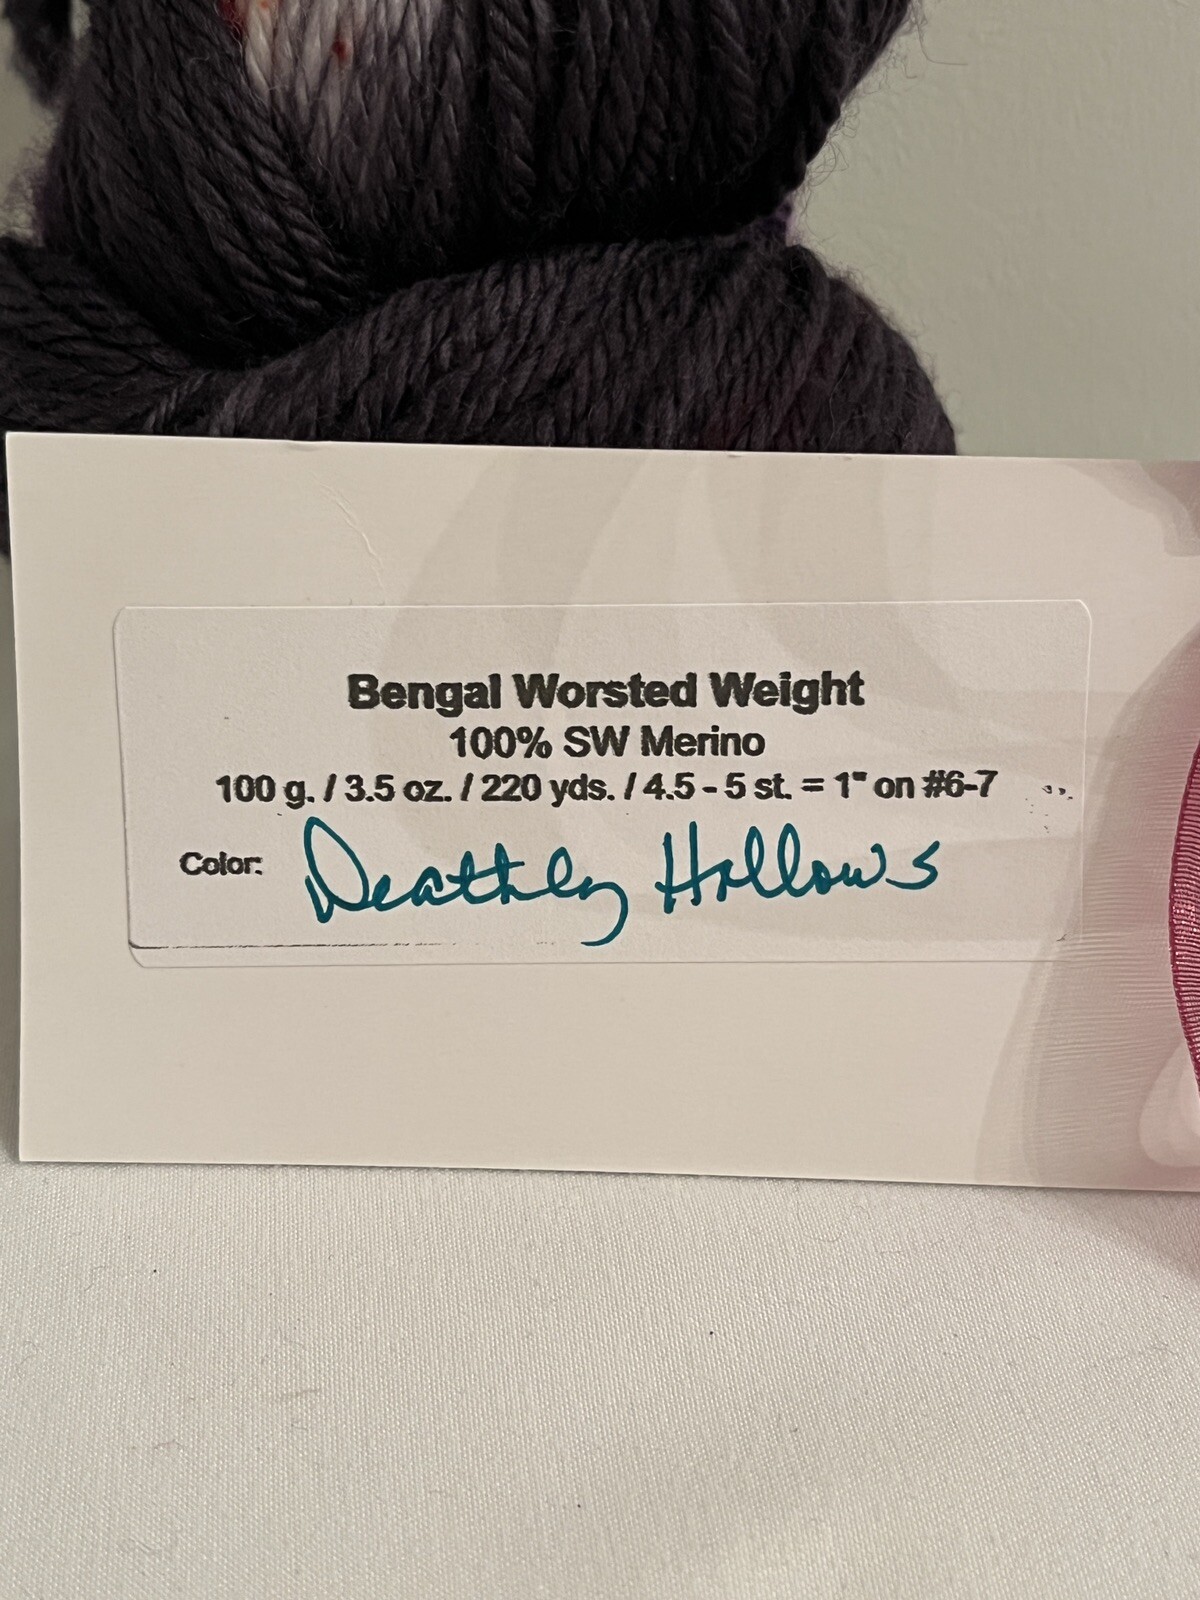 Bengal Worsted Weight
100% SW Merino
100 g. / 3.5 oz. / 220 yds. / 4.5 - 5 st. = 1" on #6-7
Color: Deathly Hollows